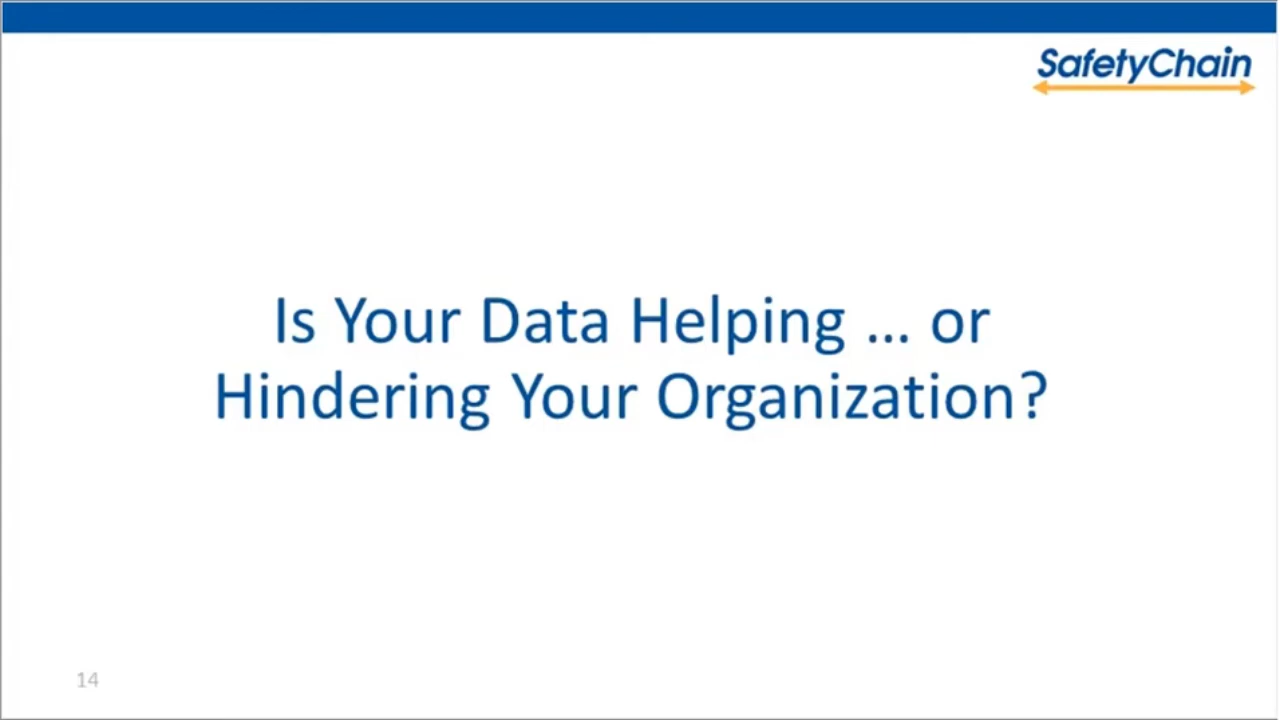 SafetyChain
Is Your Data Helping ... or
Hindering Your Organization?
14